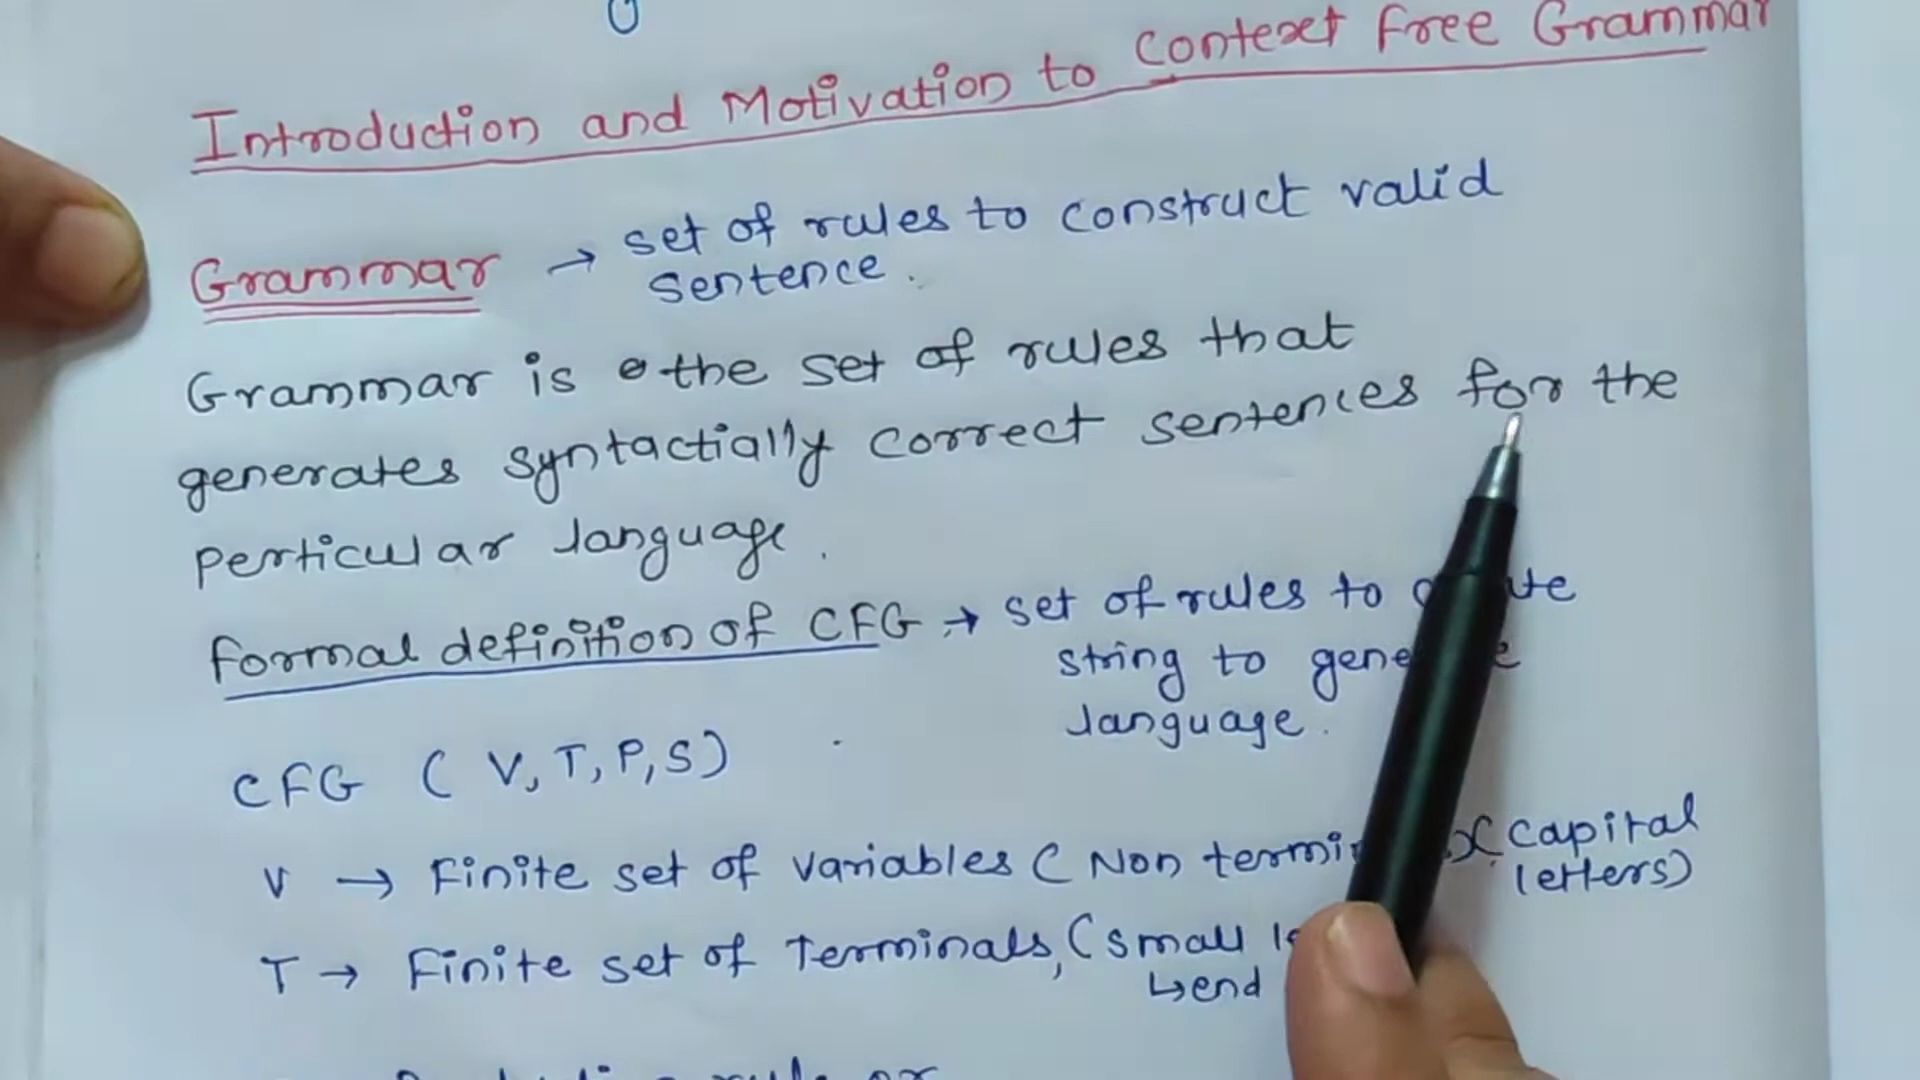 Introduction and Motivation to Context Free Grammar
Grammar → set of rules to construct valid
sentence.
Grammar is the set of rules that
generates syntactially correct sentences for the
perticular language.
Formal definition of CFG → set of rules to
string to
language.
CFG ( V, T, P, S)
V → Finite set of variables ( Non (Capital
letters)
T → Finite set of Terminals, (small
↳end